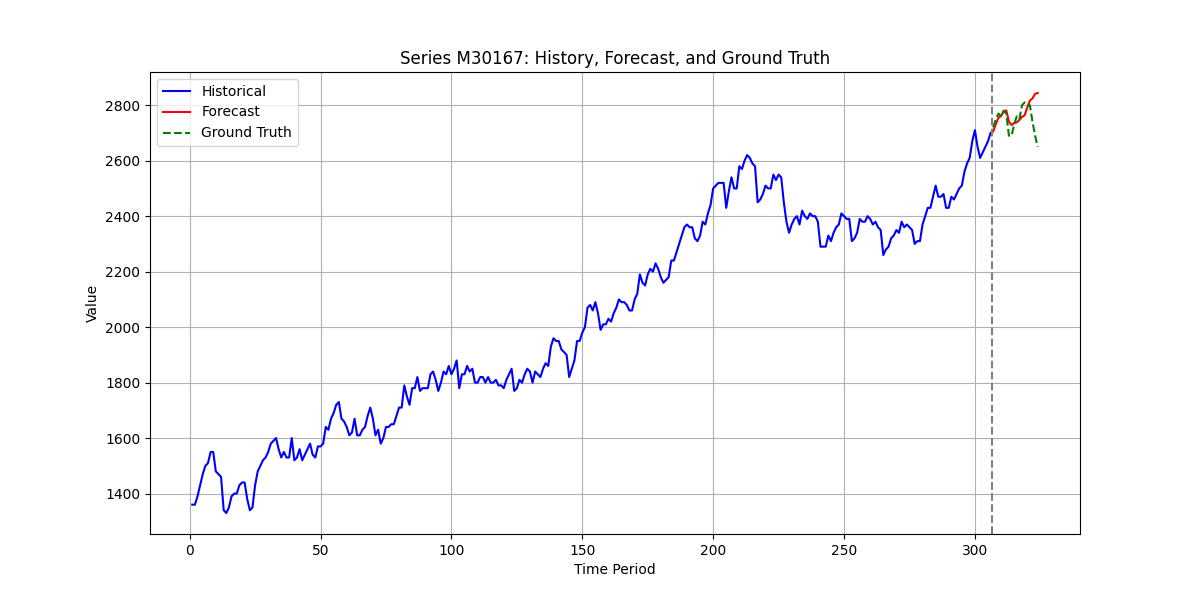 Series M30167: History, Forecast, and Ground Truth
Historical
Forecast
Ground Truth
Value
2800
2600
2400
2200
2000
1800
1600
1400
0 50 100 150 200 250 300
Time Period